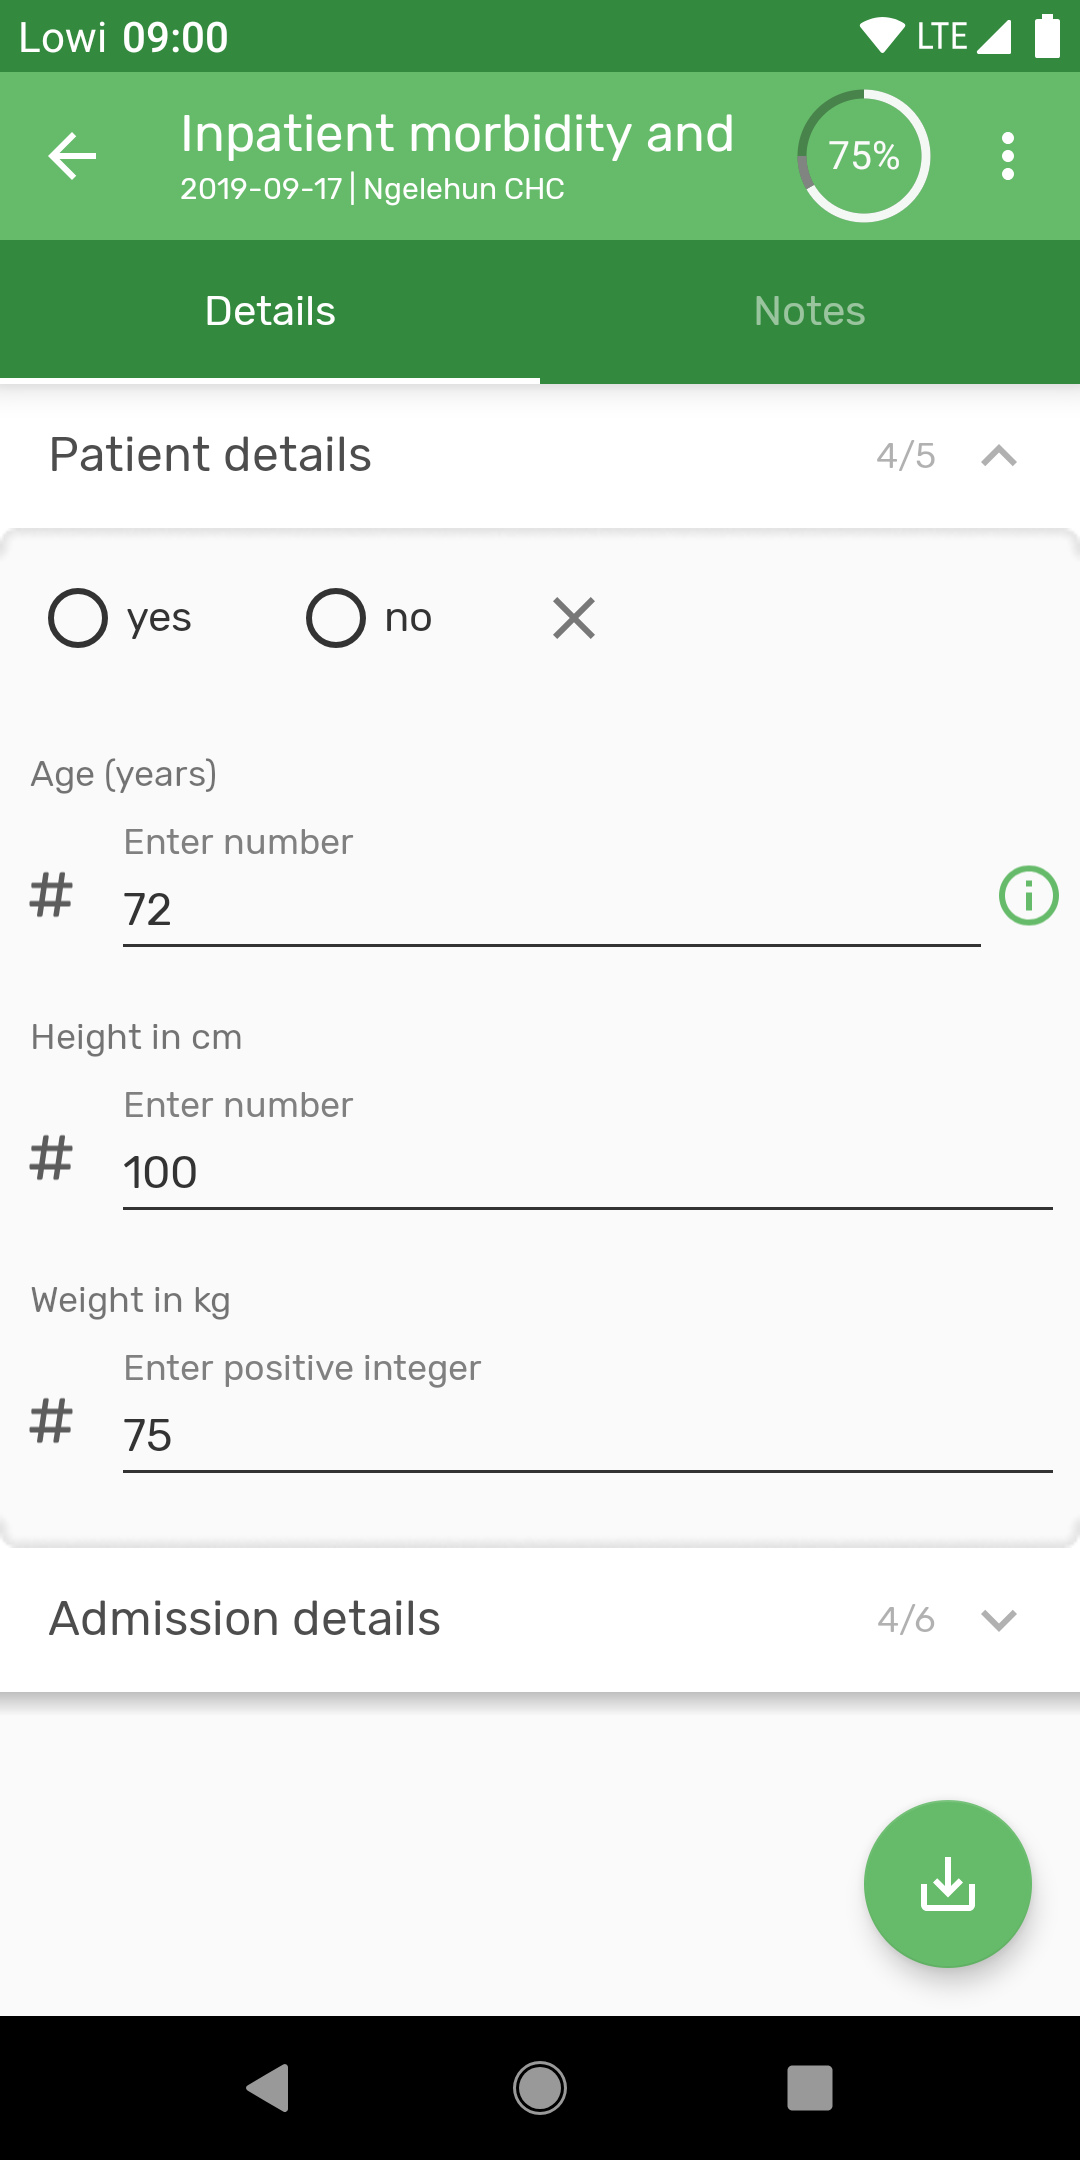 Lowi 09:00 LTE
Inpatient morbidity and
2019-09-17 | Ngelehun CHC
75%
Details Notes
Patient details 4/5
yes no
Age (years)
Enter number
# 72
Height in cm
Enter number
# 100
Weight in kg
Enter positive integer
# 75
Admission details 4/6